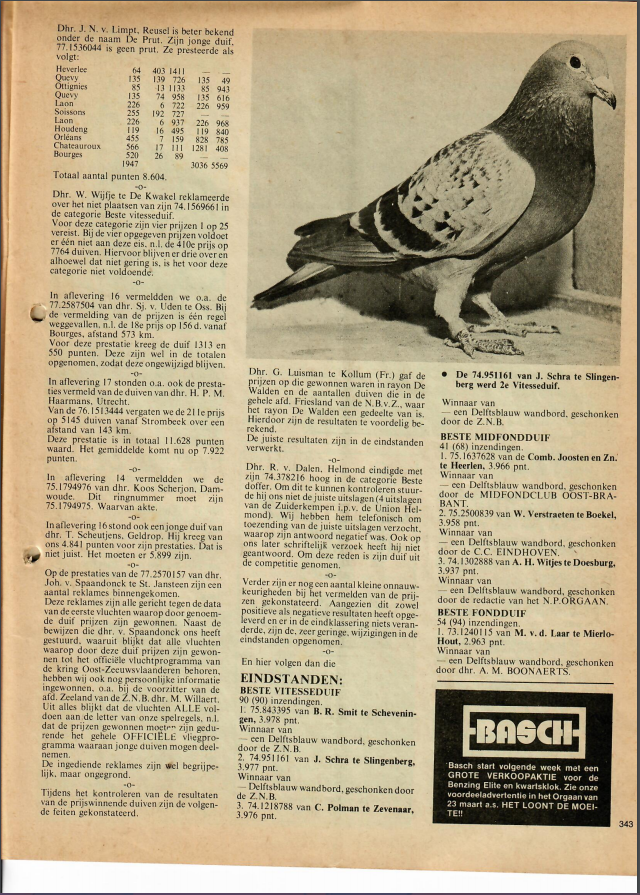 Dhr. J. N. v. Limpt, Reusel is beter bekend
onder de naam De Prut. Zijn jonge duif,
77.1536044 is geen prut. Ze presteerde als
volgt:
Heverlee 64 403 1411 — —
Quevy 135 139 726 135 49
Ottignies 85 13 1133 85 943
Quevy 135 74 958 135 616
Laon 226 6 722 226 959
Soissons 255 192 727 — —
Laon 226 6 937 226 968
Houdeng 119 16 495 119 840
Orléans 455 7 159 828 785
Chateauroux 566 17 111 1281 408
Bourges 520 26 89 — —
1947 3036 5569
Totaal aantal punten 8.604.
-o-
Dhr. W. Wijfje te De Kwakel reklameerde
over het niet plaatsen van zijn 74.1569661 in
de categorie Beste vitesseduif.
Voor deze categorie zijn vier prijzen 1 op 25
vereist. Bij de vier opgegeven prijzen voldoet
er één niet aan deze eis, n.l. de 410e prijs op
7764 duiven. Hiervoor blijven er drie over en
alhoewel dat niet gering is, is het voor deze
categorie niet voldoende.
-o-
In aflevering 16 vermeldden we o.a. de
77.2587504 van dhr. Sj. v. Uden te Oss. Bij
de vermelding van de prijzen is één regel
weggevallen, n.l. de 18e prijs op 156 d. vanaf
Bourges, afstand 573 km.
Voor deze prestatie kreeg de duif 1313 en
550 punten. Deze zijn wel in de totalen
opgenomen, zodat deze ongewijzigd blijven.
-o-
In aflevering 17 stonden o.a. ook de presta-
ties vermeld van de duiven van dhr. H. P. M.
Haarmans, Utrecht.
Van de 76.1513444 vergaten we de 21 1e prijs
op 5145 duiven vanaf Strombeek over een
afstand van 143 km.
Deze prestatie is in totaal 11.628 punten
waard. Het gemiddelde komt nu op 7.922
punten.
-o-
In aflevering 14 vermeldden we de
75.1794976 van dhr. Koos Scherjon, Dam-
woude. Dit ringnummer moet zijn
75.1794975. Waarvan akte.
-o-
In aflevering 16 stond ook een jonge duif van
dhr. T. Scheutjens, Geldrop. Hij kreeg van
ons 4.841 punten voor zijn prestaties. Dat is
niet juist. Het moeten er 5.899 zijn.
-o-
Op de prestaties van de 77.2570157 van dhr.
Joh. v. Spaandonck te St. Jansteen zijn een
aantal reklames binnengekomen.
Deze reklames zijn alle gericht tegen de data
van de eerste vluchten waarop door genoem-
de duif prijzen zijn gewonnen. Naast de
bewijzen die dhr. v. Spaandonck ons heeft
gestuurd, waaruit blijkt dat alle vluchten
waarop door deze duif prijzen zijn gewon-
nen tot het officiële vluchtprogramma van
de kring Oost-Zeeuwsvlaanderen behoren,
hebben wij ook nog persoonlijke informatie
ingewonnen, o.a. bij de voorzitter van de
afd. Zeeland van de Z.N.B. dhr. M. Willaert.
Uit alles blijkt dat de vluchten ALLE vol-
doen aan de letter van onze spelregels, n.l.
dat de prijzen gewonnen moeten zijn gedu-
rende het gehele OFFICIËLE vliegpro-
gramma waaraan jonge duiven mogen deel-
nemen.
De ingediende reklames zijn wel begrijpe-
lijk, maar ongegrond.
-o-
Tijdens het kontroleren van de resultaten
van de prijswinnende duiven zijn de volgen-
de feiten gekonstateerd.
Dhr. G. Luisman te Kollum (Fr.) gaf de
prijzen op die gewonnen waren in rayon De
Walden en de aantallen duiven die in de
gehele afd. Friesland van de N.B.v.Z., waar
het rayon De Walden een gedeelte van is.
Hierdoor zijn de resultaten te voordelig be-
rekend.
De juiste resultaten zijn in de eindstanden
verwerkt.
-o-
Dhr. R. v. Dalen, Helmond eindigde met
zijn 74.378216 hoog in de categorie Beste
doffer. Om dit te kunnen kontroleren stuur-
de hij ons niet de juiste uitslagen (4 uitslagen
van de Zuiderkempen i.p.v. de Union Hel-
mond). Wij hebben hem telefonisch om
toezending van de juiste uitslagen verzocht,
waarop zijn antwoord negatief was. Ook op
ons later schriftelijk verzoek heeft hij niet
geantwoord. Om deze reden is zijn duif uit
de competitie genomen.
-o-
Verder zijn er nog een aantal kleine onnauw-
keurigheden bij het vermelden van de prij-
zen gekonstateerd. Aangezien dit zowel
positieve als negatieve resultaten heeft opge-
leverd en er in de eindklassering niets veran-
derde, zijn de, zeer geringe, wijzigingen in de
eindstanden opgenomen.
-o-
En hier volgen dan die
EINDSTANDEN:
BESTE VITESSEDUIF
90 (90) inzendingen.
1. 75.843395 van B. R. Smit te Schevenin-
gen, 3.978 pnt.
Winnaar van
— een Delftsblauw wandbord, geschonken
door de Z.N.B.
2. 74.951161 van J. Schra te Slingenberg,
3.977 pnt.
Winnaar van
— Delftsblauw wandbord, geschonken door
de Z.N.B.
3. 74.1218788 van C. Polman te Zevenaar,
3.976 pnt.
• De 74.951161 van J. Schra te Slingen-
berg werd 2e Vitesseduif.
Winnaar van
— een Delftsblauw wandbord, geschonken
door de Z.N.B.
BESTE MIDFONDDUIF
41 (68) inzendingen.
1. 75.1637628 van de Comb. Joosten en Zn.
te Heerlen, 3.966 pnt.
Winnaar van
— een Delftsblauw wandbord, geschonken
door de MIDFONDCLUB OOST-BRA-
BANT.
2. 75.2500839 van W. Verstraeten te Boekel,
3.958 pnt.
Winnaar van
— een Delftsblauw wandbord, geschonken
door de C.C. EINDHOVEN.
3. 74.1302888 van A. H. Witjes te Doesburg,
3.937 pnt.
Winnaar van
— een Delftsblauw wandbord, geschonken
door de redactie van het N.P.ORGAAN.
BESTE FONDDUIF
54 (94) inzendingen.
1. 73.1240115 van M. v. d. Laar te Mierlo-
Hout, 2.963 pnt.
Winnaar van
— een Delftsblauw wandbord, geschonken
door dhr. A. M. BOONAERTS.
BASCH
Basch start volgende week met een
GROTE VERKOOPAKTIE voor de
Benzing Elite en kwartsklok. Zie onze
voordeeladvertentie in het Orgaan van
23 maart a.s. HET LOONT DE MOEI-
TE!!
343